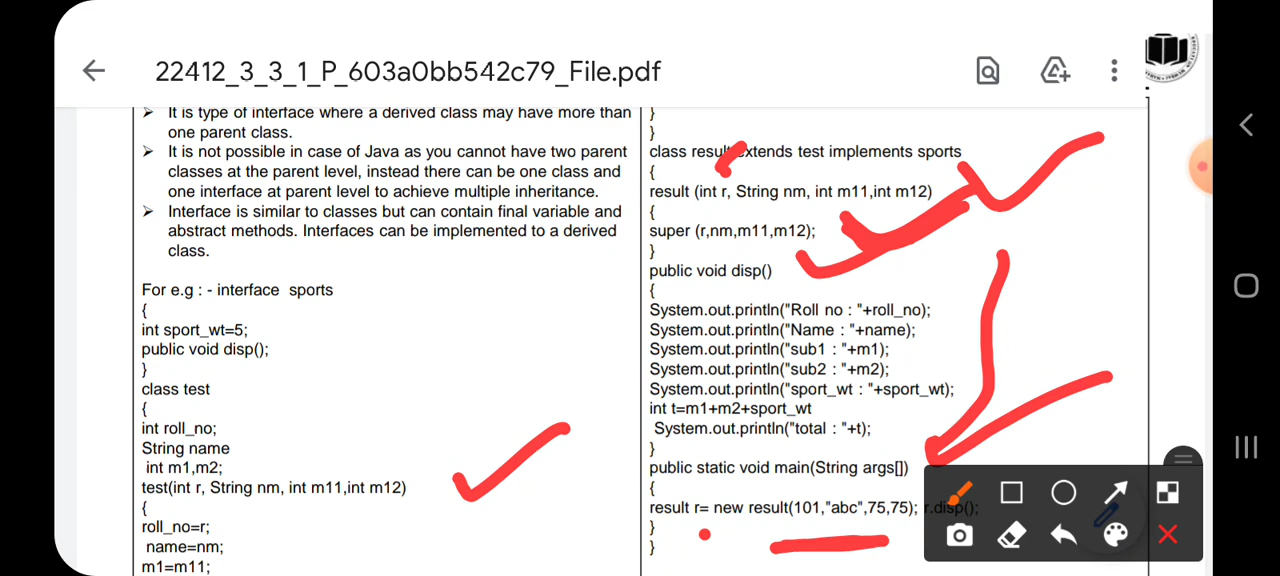 22412_3_3_1_P_603a0bb542c79_File.pdf
➢ It is type of interface where a derived class may have more than
one parent class.
➢ It is not possible in case of Java as you cannot have two parent
classes at the parent level, instead there can be one class and
one interface at parent level to achieve multiple inheritance.
➢ Interface is similar to classes but can contain final variable and
abstract methods. Interfaces can be implemented to a derived
class.
For e.g : - interface sports
{
int sport_wt=5;
public void disp();
}
class test
{
int roll_no;
String name
int m1,m2;
test(int r, String nm, int m11,int m12)
{
roll_no=r;
name=nm;
m1=m11;
}
}
class result extends test implements sports
{
result (int r, String nm, int m11,int m12)
{
super (r,nm,m11,m12);
}
public void disp()
{
System.out.println("Roll no : "+roll_no);
System.out.println("Name : "+name);
System.out.println("sub1 : "+m1);
System.out.println("sub2 : "+m2);
System.out.println("sport_wt : "+sport_wt);
int t=m1+m2+sport_wt
System.out.println("total : "+t);
}
public static void main(String args[])
{
result r= new result(101,"abc",75,75); r.disp();
}
}